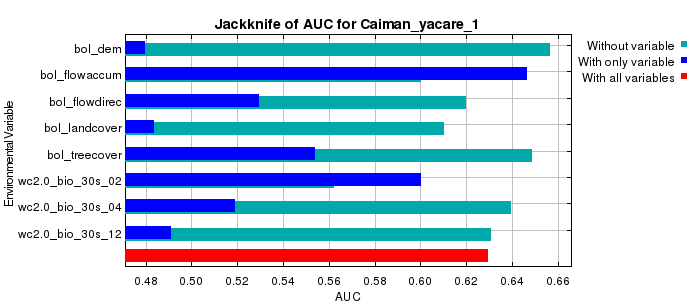 Jackknife of AUC for Caiman_yacare_1
Environmental Variable
bol_dem
bol_flowaccum
bol_flowdirec
bol_landcover
bol_treecover
wc2.0_bio_30s_02
wc2.0_bio_30s_04
wc2.0_bio_30s_12
0.48 0.50 0.52 0.54 0.56 0.58 0.60 0.62 0.64 0.66
AUC
Without variable
With only variable
With all variables